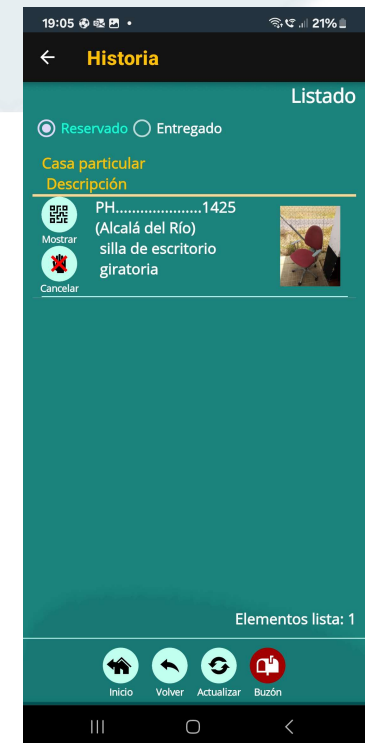 19:05 21%
Historia
Listado
Reservado Entregado
Casa particular
Descripción
PH.....................1425
(Alcalá del Río)
silla de escritorio
giratoria
Mostrar
Cancelar
Elementos lista: 1
Inicio Volver Actualizar Buzón